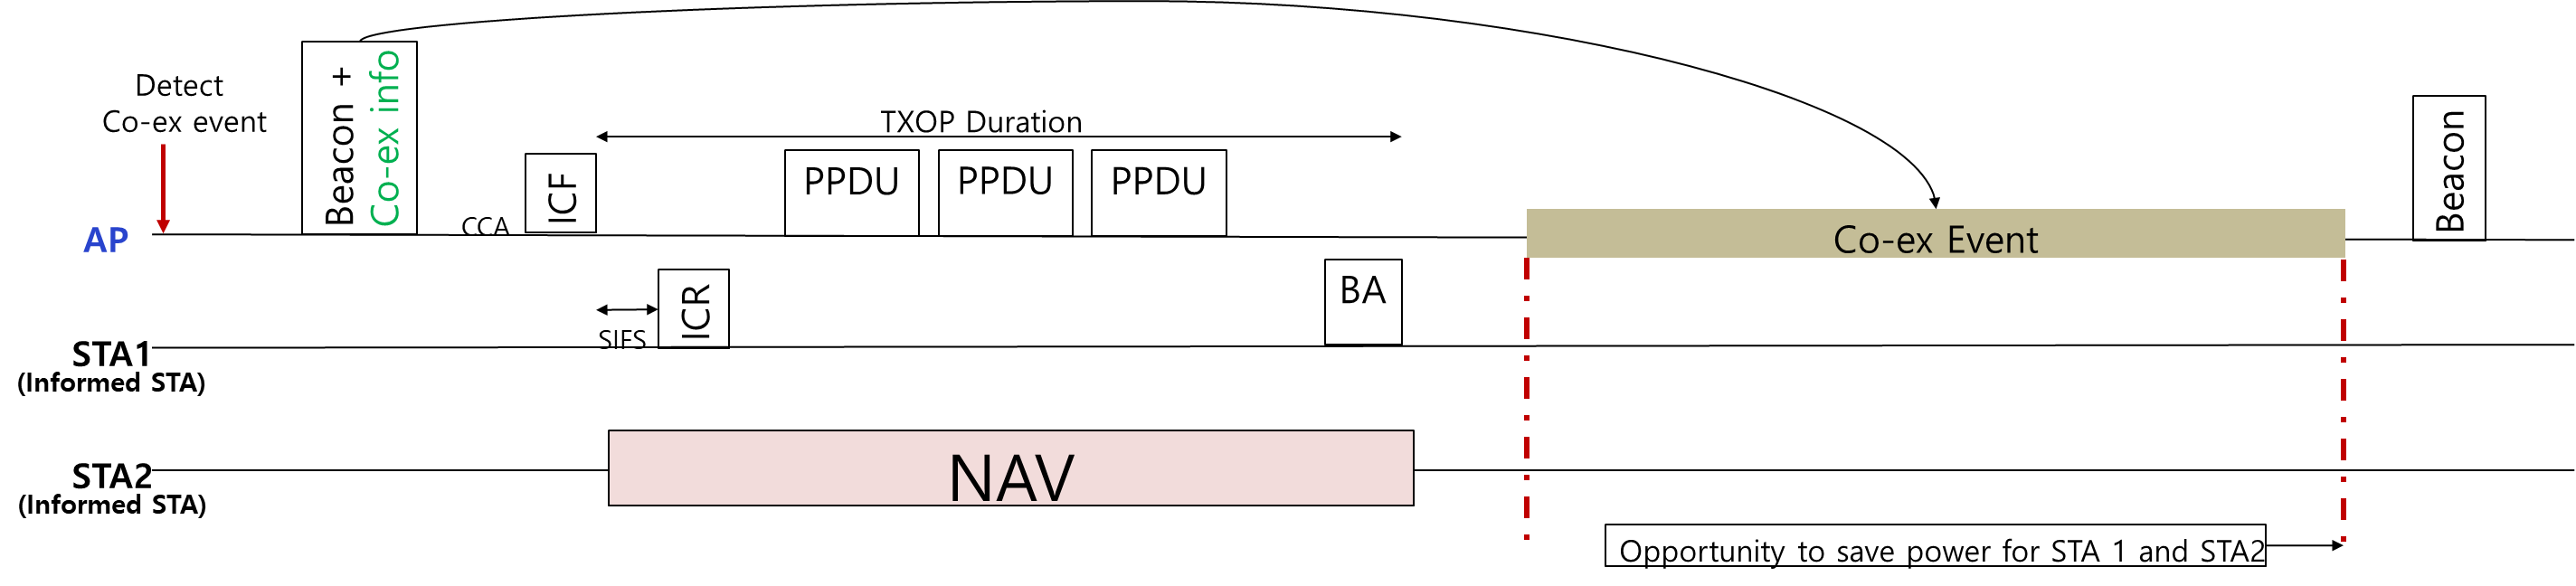 Detect
Co-ex event
Beacon +
Co-ex info
CCA
ICF
TXOP Duration
PPDU
PPDU
PPDU
AP
Co-ex Event
Beacon
SIFS
ICR
BA
STA1
(Informed STA)
NAV
STA2
(Informed STA)
Opportunity to save power for STA 1 and STA2